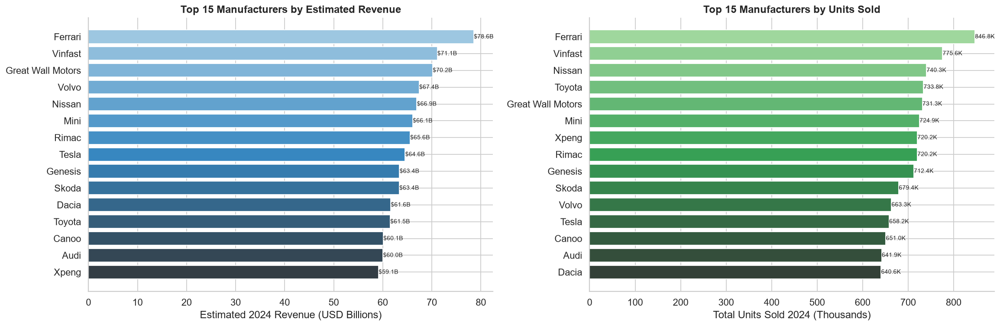 Top 15 Manufacturers by Estimated Revenue
Ferrari $78.6B
Vinfast $71.1B
Great Wall Motors $70.2B
Volvo $67.4B
Nissan $66.9B
Mini $66.1B
Rimac $65.6B
Tesla $64.6B
Genesis $63.4B
Skoda $63.4B
Dacia $61.6B
Toyota $61.5B
Canoo $60.1B
Audi $60.0B
Xpeng $59.1B
0 10 20 30 40 50 60 70 80
Estimated 2024 Revenue (USD Billions)
Top 15 Manufacturers by Units Sold
Ferrari 846.8K
Vinfast 775.6K
Nissan 740.3K
Toyota 733.8K
Great Wall Motors 731.3K
Mini 724.9K
Xpeng 720.2K
Rimac 720.2K
Genesis 712.4K
Skoda 679.4K
Volvo 663.3K
Tesla 658.2K
Canoo 651.0K
Audi 641.9K
Dacia 640.6K
0 100 200 300 400 500 600 700 800
Total Units Sold 2024 (Thousands)